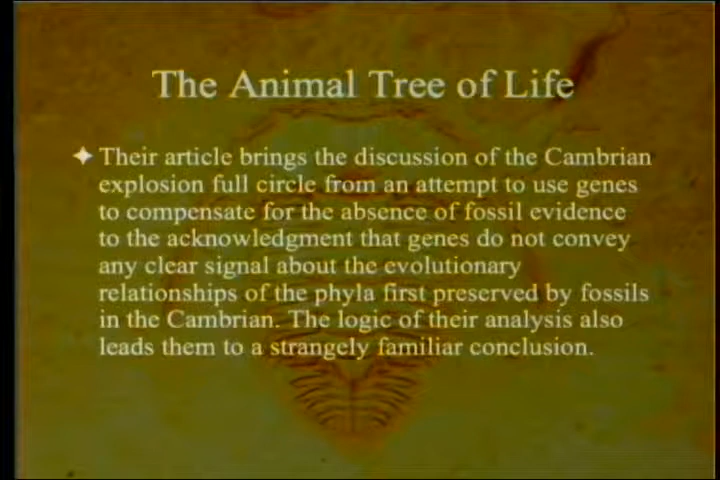 The Animal Tree of Life
Their article brings the discussion of the Cambrian
explosion full circle from an attempt to use genes
to compensate for the absence of fossil evidence
to the acknowledgment that genes do not convey
any clear signal about the evolutionary
relationships of the phyla first preserved by fossils
in the Cambrian. The logic of their analysis also
leads them to a strangely familiar conclusion.